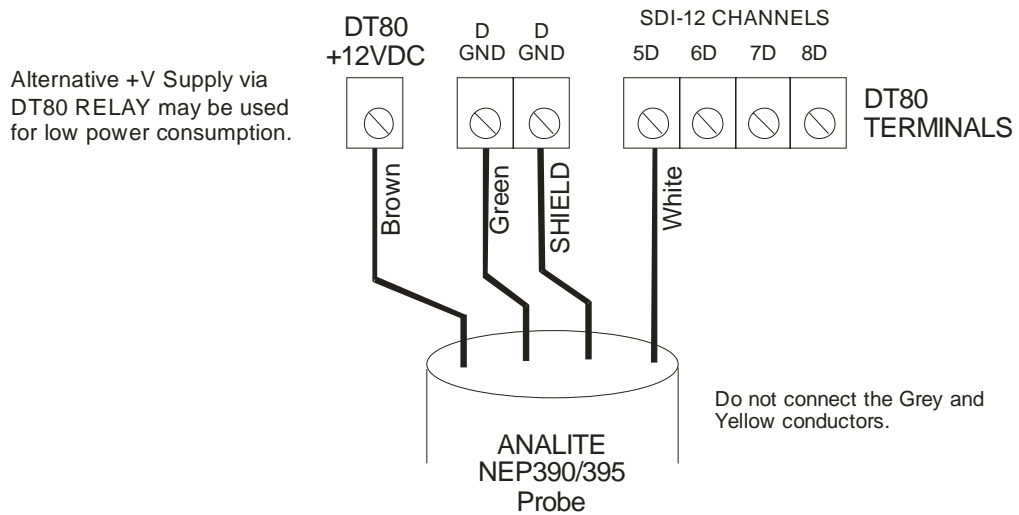 Alternative +V Supply via
DT80 RELAY may be used
for low power consumption.
DT80
+12VDC
D
GND
D
GND
SDI-12 CHANNELS
5D 6D 7D 8D
DT80
TERMINALS
Brown
Green
SHIELD
White
Do not connect the Grey and
Yellow conductors.
ANALITE
NEP390/395
Probe